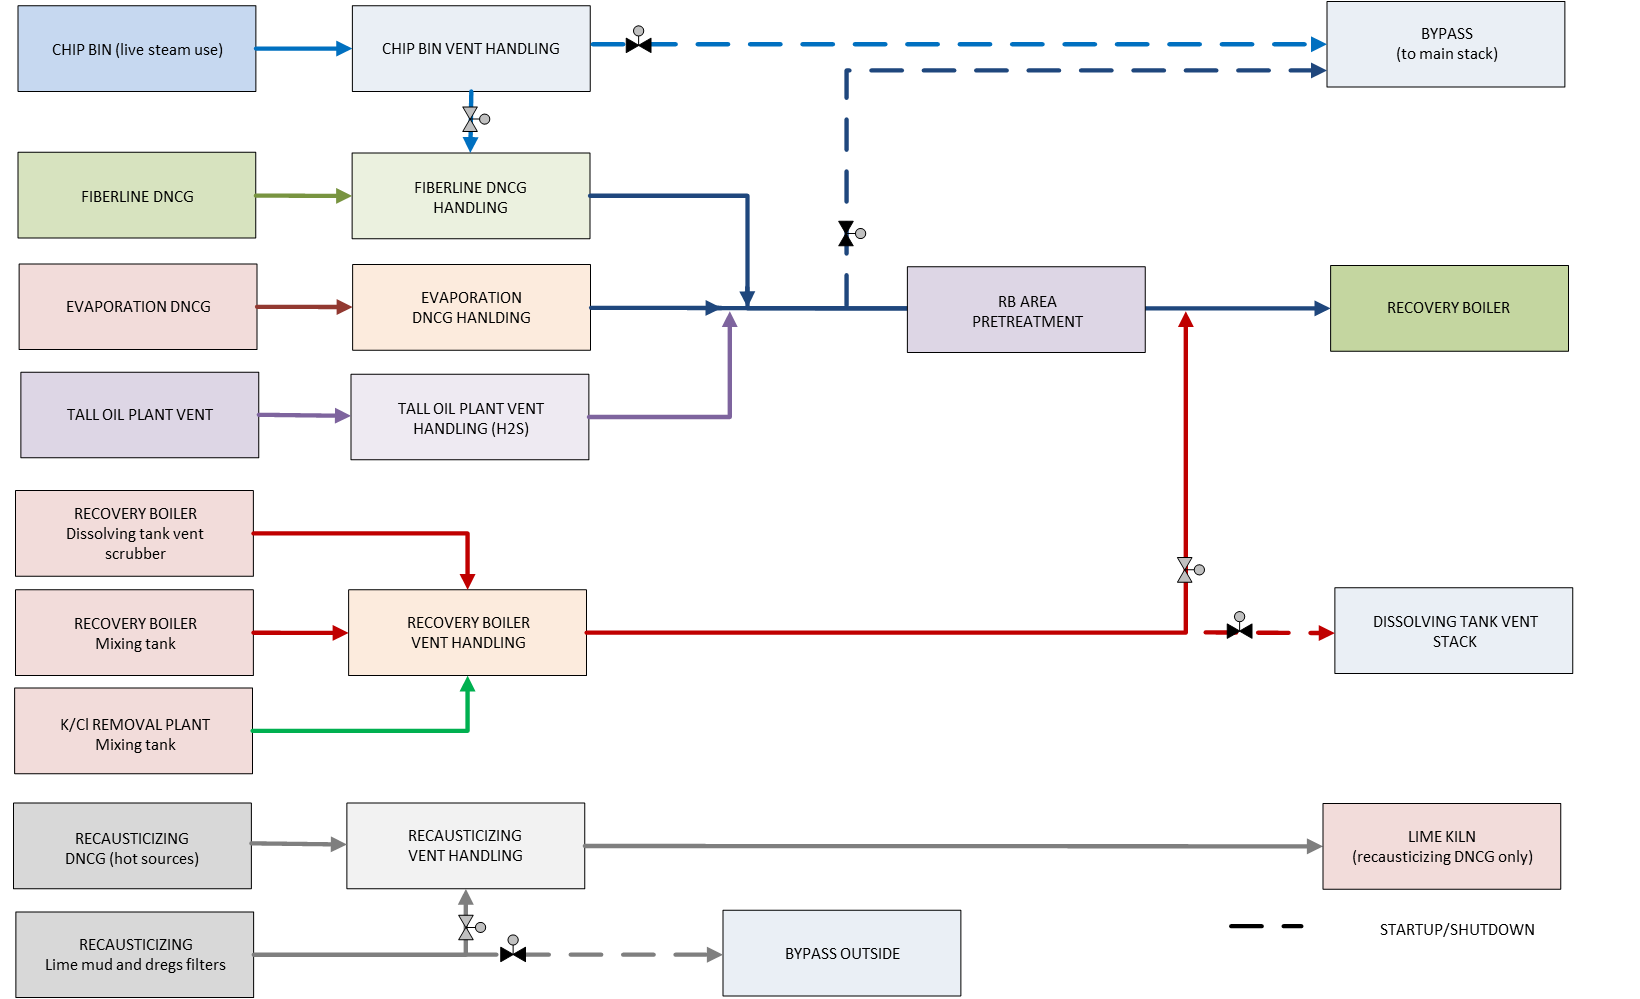 CHIP BIN (live steam use)
CHIP BIN VENT HANDLING
BYPASS
(to main stack)
FIBERLINE DNCG
FIBERLINE DNCG
HANDLING
EVAPORATION DNCG
EVAPORATION
DNCG HANLDING
RB AREA
PRETREATMENT
RECOVERY BOILER
TALL OIL PLANT VENT
TALL OIL PLANT VENT
HANDLING (H2S)
RECOVERY BOILER
Dissolving tank vent
scrubber
RECOVERY BOILER
Mixing tank
RECOVERY BOILER
VENT HANDLING
DISSOLVING TANK VENT
STACK
K/Cl REMOVAL PLANT
Mixing tank
RECAUSTICIZING
DNCG (hot sources)
RECAUSTICIZING
VENT HANDLING
LIME KILN
(recausticizing DNCG only)
RECAUSTICIZING
Lime mud and dregs filters
BYPASS OUTSIDE
STARTUP/SHUTDOWN